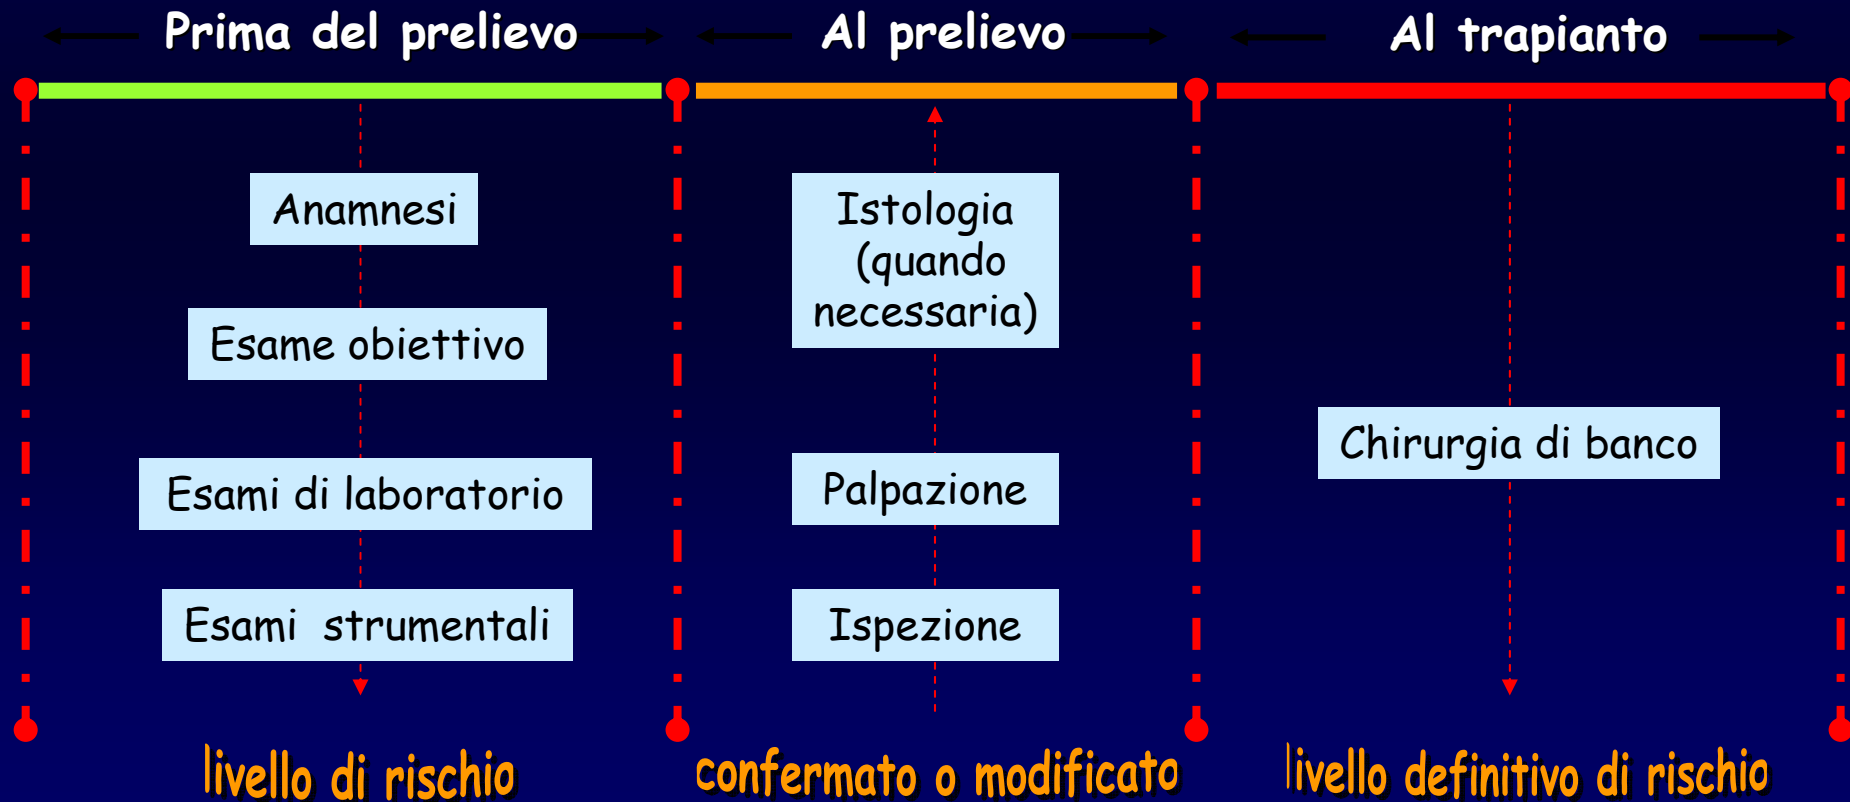 Prima del prelievo
Al prelievo
Al trapianto
Anamnesi
Esame obiettivo
Esami di laboratorio
Esami strumentali
livello di rischio
Istologia
(quando
necessaria)
Palpazione
Ispezione
confermato o modificato
Chirurgia di banco
livello definitivo di rischio